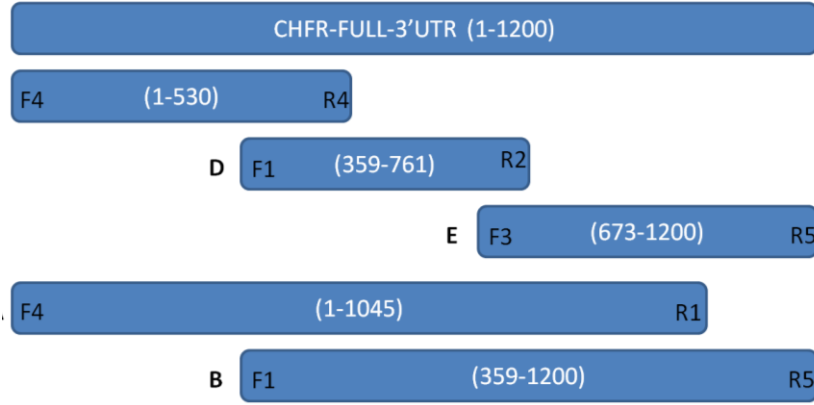 CHFR-FULL-3’UTR (1-1200)
F4 (1-530) R4
D F1 (359-761) R2
E F3 (673-1200) R5
F4 (1-1045) R1
B F1 (359-1200) R5